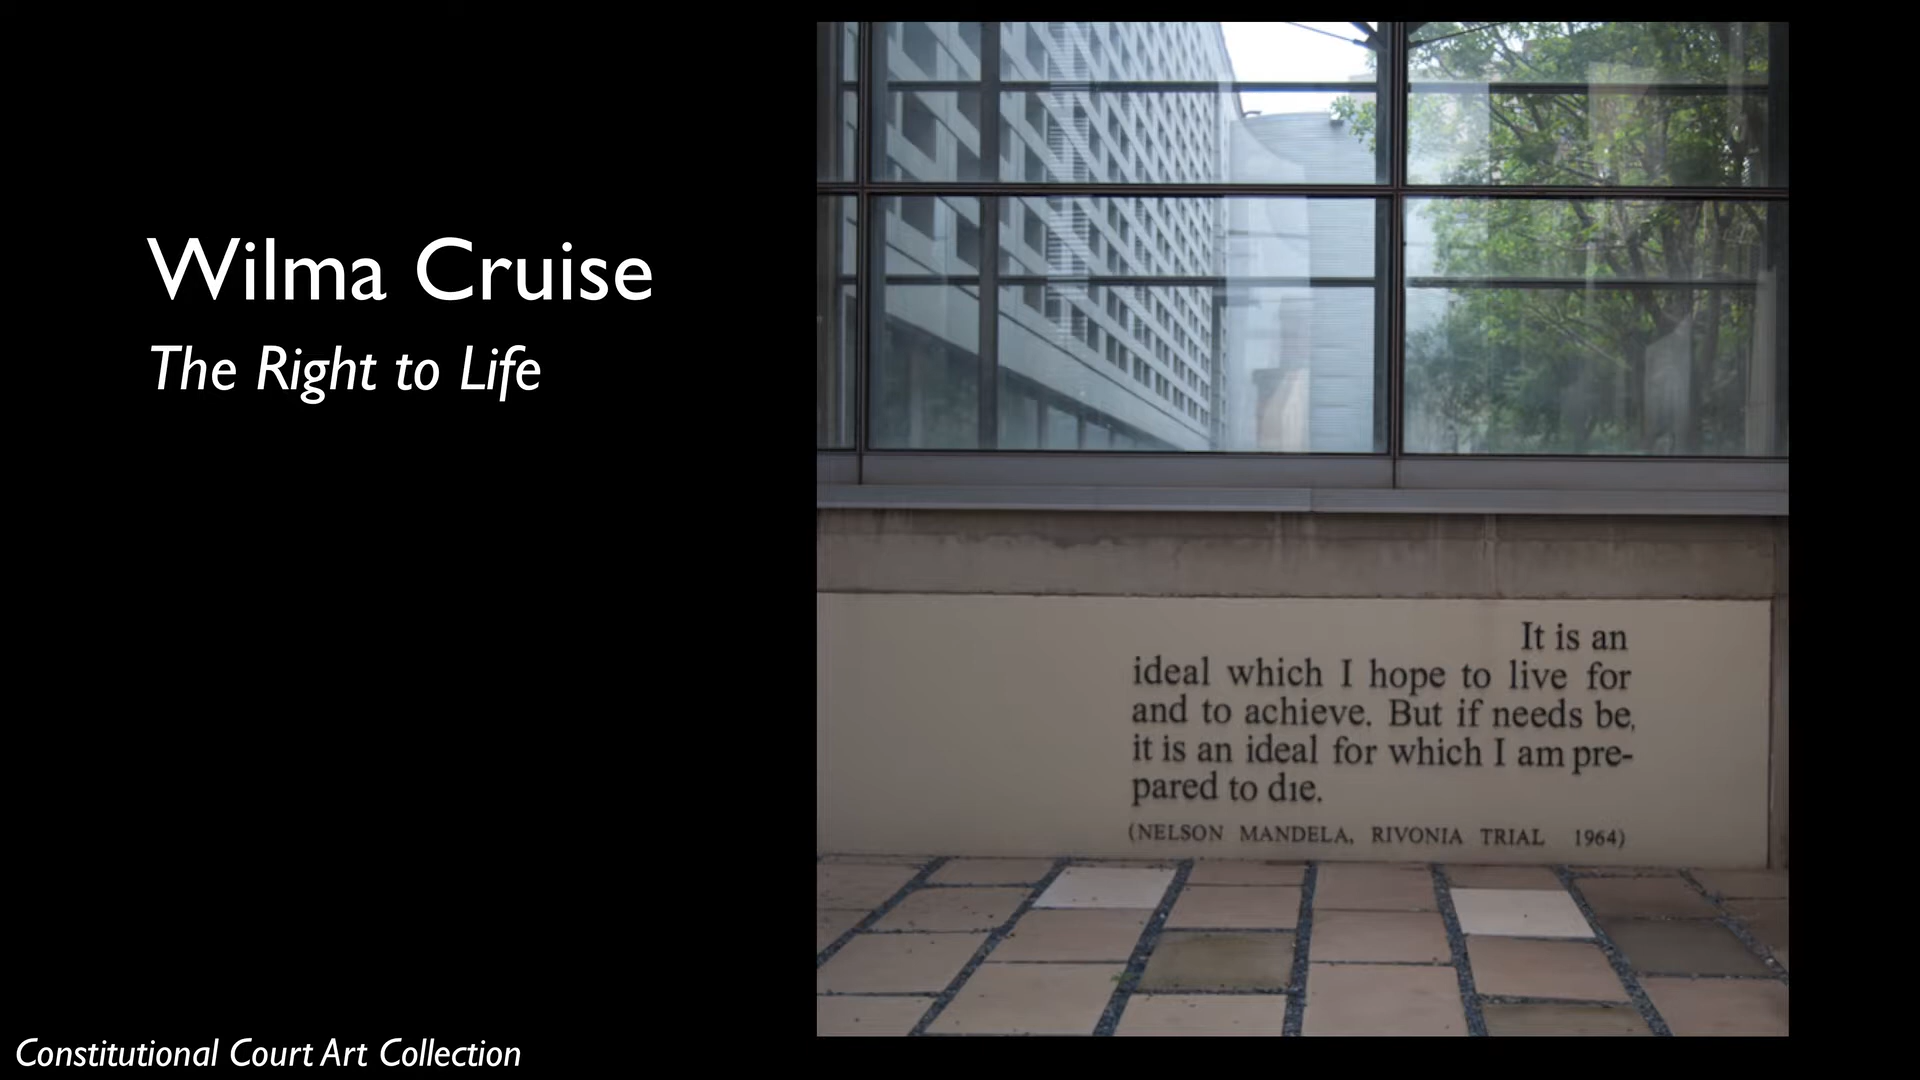 Wilma Cruise
The Right to Life
It is an
ideal which I hope to live for
and to achieve. But if needs be,
it is an ideal for which I am pre-
pared to die.
(NELSON MANDELA, RIVONIA TRIAL 1964)
Constitutional Court Art Collection